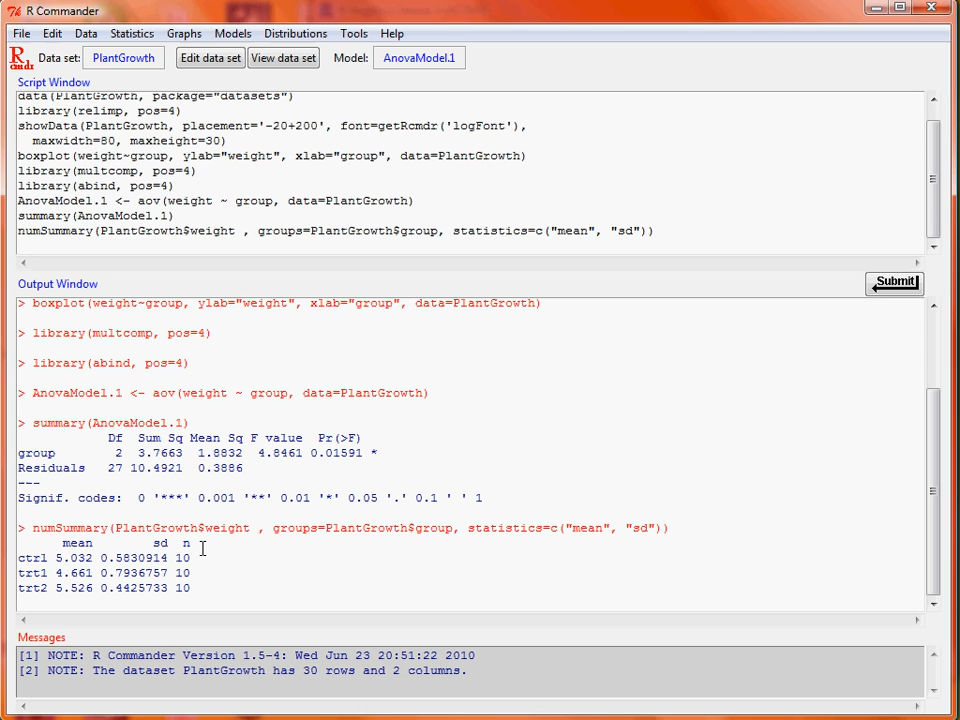 R Commander
File Edit Data Statistics Graphs Models Distributions Tools Help
R cmdr Data set: PlantGrowth Edit data set View data set Model: AnovaModel.1
Script Window
data(PlantGrowth, package="datasets")
library(relimp, pos=4)
showData(PlantGrowth, placement='-20+200', font=getRcmdr('logFont'),
  maxwidth=80, maxheight=30)
boxplot(weight~group, ylab="weight", xlab="group", data=PlantGrowth)
library(multcomp, pos=4)
library(abind, pos=4)
AnovaModel.1 <- aov(weight ~ group, data=PlantGrowth)
summary(AnovaModel.1)
numSummary(PlantGrowth$weight , groups=PlantGrowth$group, statistics=c("mean", "sd"))
Output Window
Submit
> boxplot(weight~group, ylab="weight", xlab="group", data=PlantGrowth)
> library(multcomp, pos=4)
> library(abind, pos=4)
> AnovaModel.1 <- aov(weight ~ group, data=PlantGrowth)
> summary(AnovaModel.1)
            Df  Sum Sq Mean Sq F value  Pr(>F)
group        2  3.7663  1.8832  4.8461 0.01591 *
Residuals   27 10.4921  0.3886
---
Signif. codes:  0 '***' 0.001 '**' 0.01 '*' 0.05 '.' 0.1 ' ' 1
> numSummary(PlantGrowth$weight , groups=PlantGrowth$group, statistics=c("mean", "sd"))
      mean        sd  n
ctrl 5.032 0.5830914 10
trt1 4.661 0.7936757 10
trt2 5.526 0.4425733 10
Messages
[1] NOTE: R Commander Version 1.5-4: Wed Jun 23 20:51:22 2010
[2] NOTE: The dataset PlantGrowth has 30 rows and 2 columns.